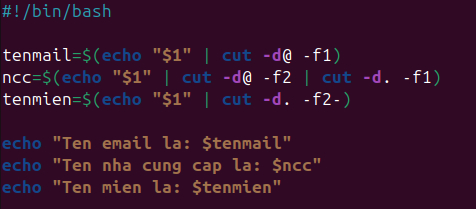 #!/bin/bash
tenmail=$(echo "$1" | cut -d@ -f1)
ncc=$(echo "$1" | cut -d@ -f2 | cut -d. -f1)
tenmien=$(echo "$1" | cut -d. -f2-)
echo "Ten email la: $tenmail"
echo "Ten nha cung cap la: $ncc"
echo "Ten mien la: $tenmien"